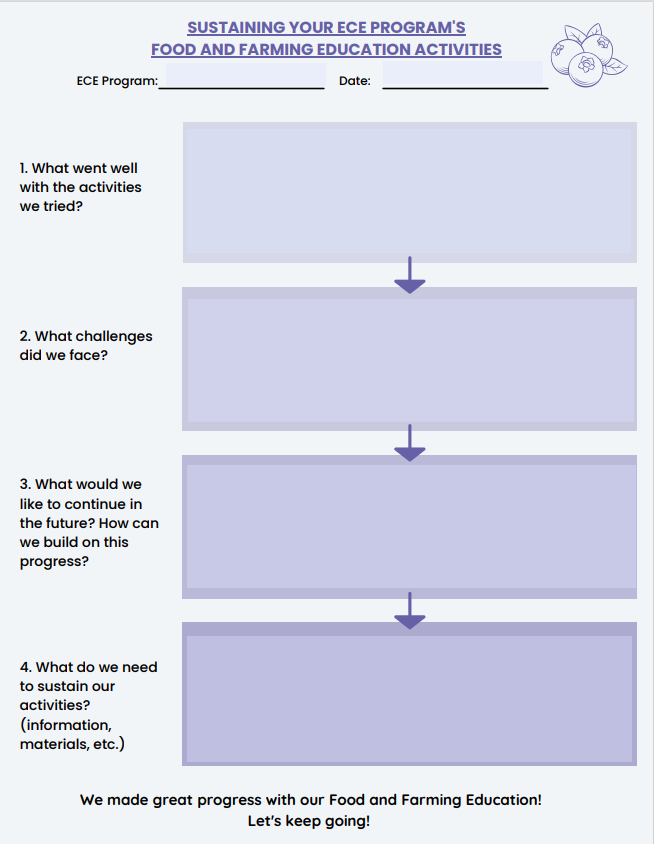 SUSTAINING YOUR ECE PROGRAM'S
FOOD AND FARMING EDUCATION ACTIVITIES
ECE Program: Date:
1. What went well
with the activities
we tried?
2. What challenges
did we face?
3. What would we
like to continue in
the future? How can
we build on this
progress?
4. What do we need
to sustain our
activities?
(information,
materials, etc.)
We made great progress with our Food and Farming Education!
Let's keep going!